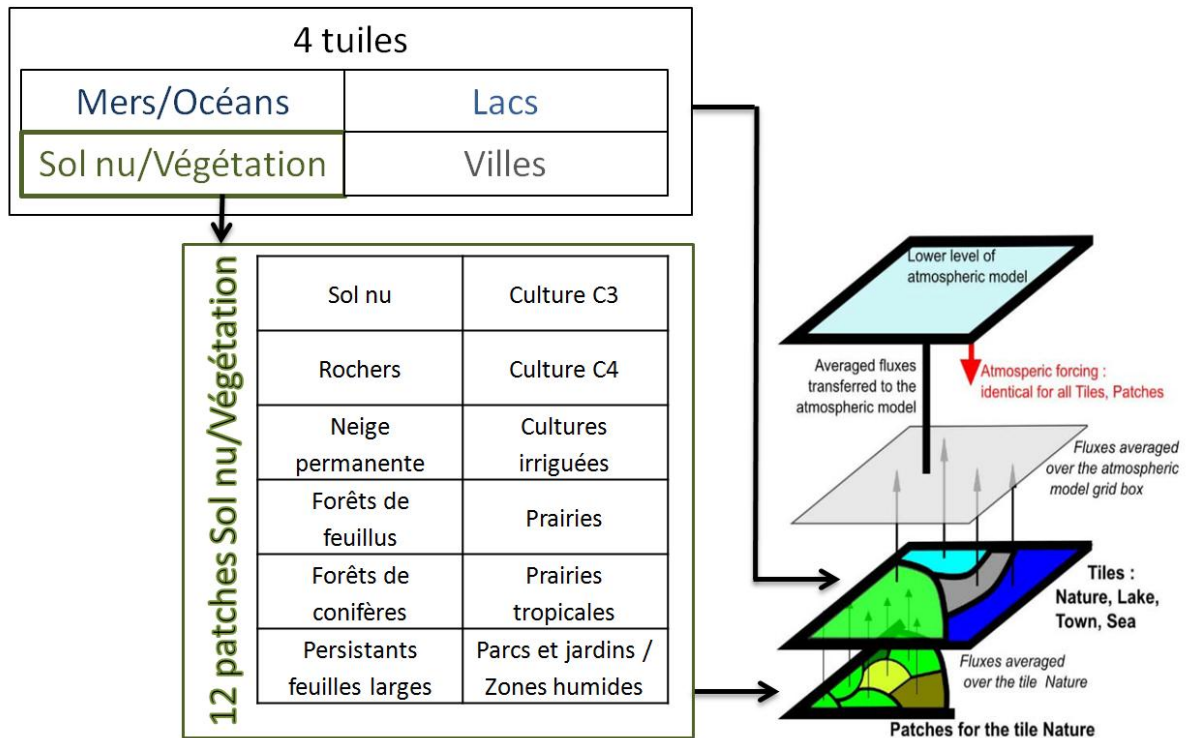 4 tuiles
Mers/Océans
Lacs
Sol nu/Végétation
Villes
12 patches Sol nu/Végétation
Sol nu
Culture C3
Rochers
Culture C4
Neige
permanente
Cultures
irriguées
Forêts de
feuillus
Prairies
Forêts de
conifères
Prairies
tropicales
Persistants
feuilles larges
Parcs et jardins /
Zones humides
Lower level of
atmospheric model
Averaged fluxes
transferred to the
atmospheric model
Atmosperic forcing :
identical for all Tiles, Patches
Fluxes averaged
over the atmospheric
model grid box
Tiles :
Nature, Lake,
Town, Sea
Fluxes averaged
over the tile Nature
Patches for the tile Nature